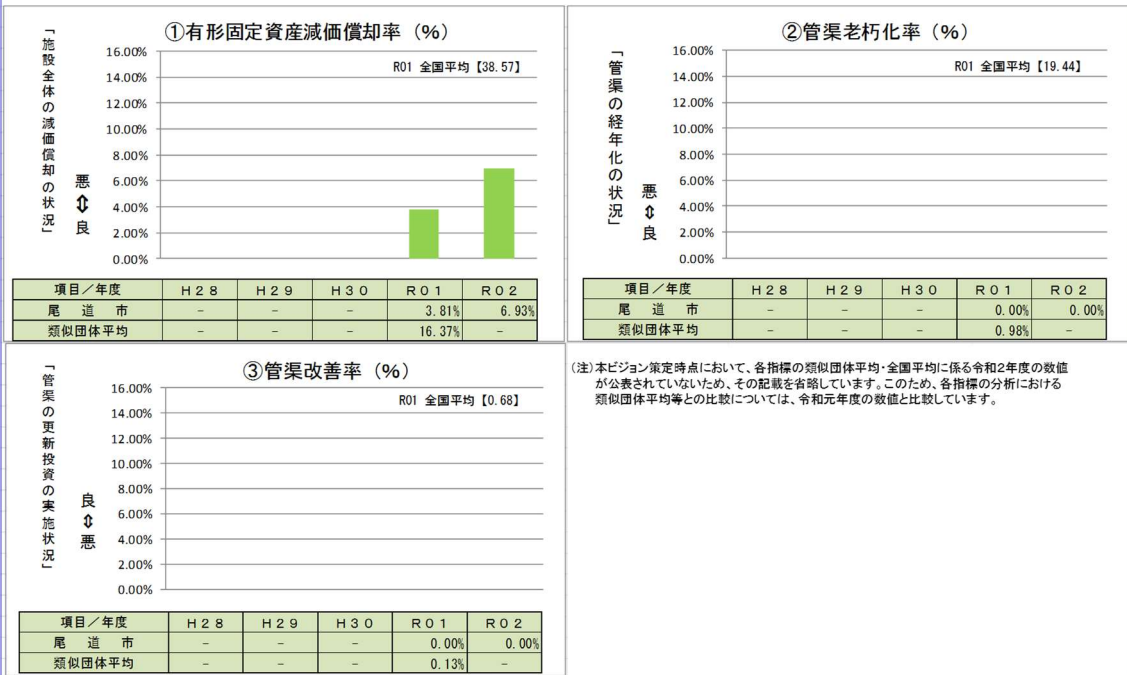 ①有形固定資産減価償却率（%）
「施設全体の減価償却の状況」
悪⇔良
R01 全国平均【38.57】
16.00%
14.00%
12.00%
10.00%
8.00%
6.00%
4.00%
2.00%
0.00%
項目／年度 H28 H29 H30 R01 R02
尾道市 - - - 3.81% 6.93%
類似団体平均 - - - 16.37% -
②管渠老朽化率（%）
「管渠の経年化の状況」
悪⇔良
R01 全国平均【19.44】
16.00%
14.00%
12.00%
10.00%
8.00%
6.00%
4.00%
2.00%
0.00%
項目／年度 H28 H29 H30 R01 R02
尾道市 - - - 0.00% 0.00%
類似団体平均 - - - 0.98% -
③管渠改善率（%）
「管渠の更新投資の実施状況」
良⇔悪
R01 全国平均【0.68】
16.00%
14.00%
12.00%
10.00%
8.00%
6.00%
4.00%
2.00%
0.00%
項目／年度 H28 H29 H30 R01 R02
尾道市 - - - 0.00% 0.00%
類似団体平均 - - - 0.13% -
（注）本ビジョン策定時点において、各指標の類似団体平均・全国平均に係る令和2年度の数値
が公表されていないため、その記載を省略しています。このため、各指標の分析における
類似団体平均等との比較については、令和元年度の数値と比較しています。